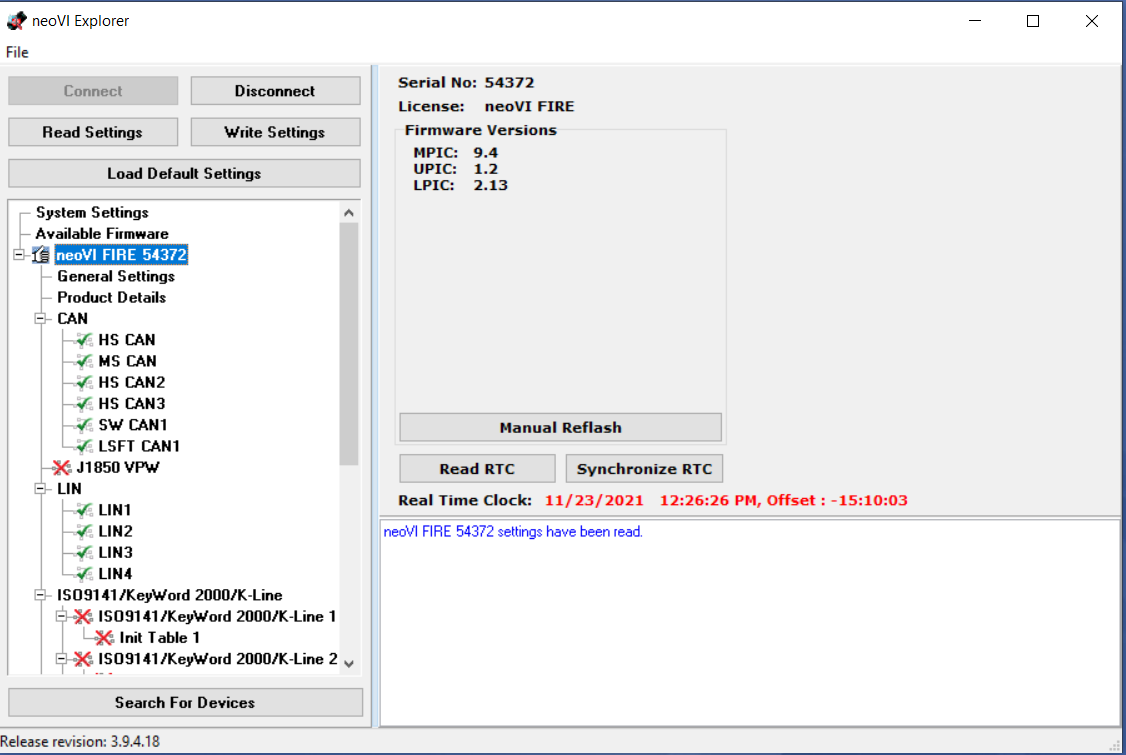 neoVI Explorer
File
Connect
Disconnect
Read Settings
Write Settings
Load Default Settings
System Settings
Available Firmware
neoVI FIRE 54372
General Settings
Product Details
CAN
HS CAN
MS CAN
HS CAN2
HS CAN3
SW CAN1
LSFT CAN1
J1850 VPW
LIN
LIN1
LIN2
LIN3
LIN4
ISO9141/KeyWord 2000/K-Line
ISO9141/KeyWord 2000/K-Line 1
Init Table 1
ISO9141/KeyWord 2000/K-Line 2
Search For Devices
Serial No: 54372
License: neoVI FIRE
Firmware Versions
MPIC: 9.4
UPIC: 1.2
LPIC: 2.13
Manual Reflash
Read RTC
Synchronize RTC
Real Time Clock: 11/23/2021 12:26:26 PM, Offset : -15:10:03
neoVI FIRE 54372 settings have been read.
Release revision: 3.9.4.18